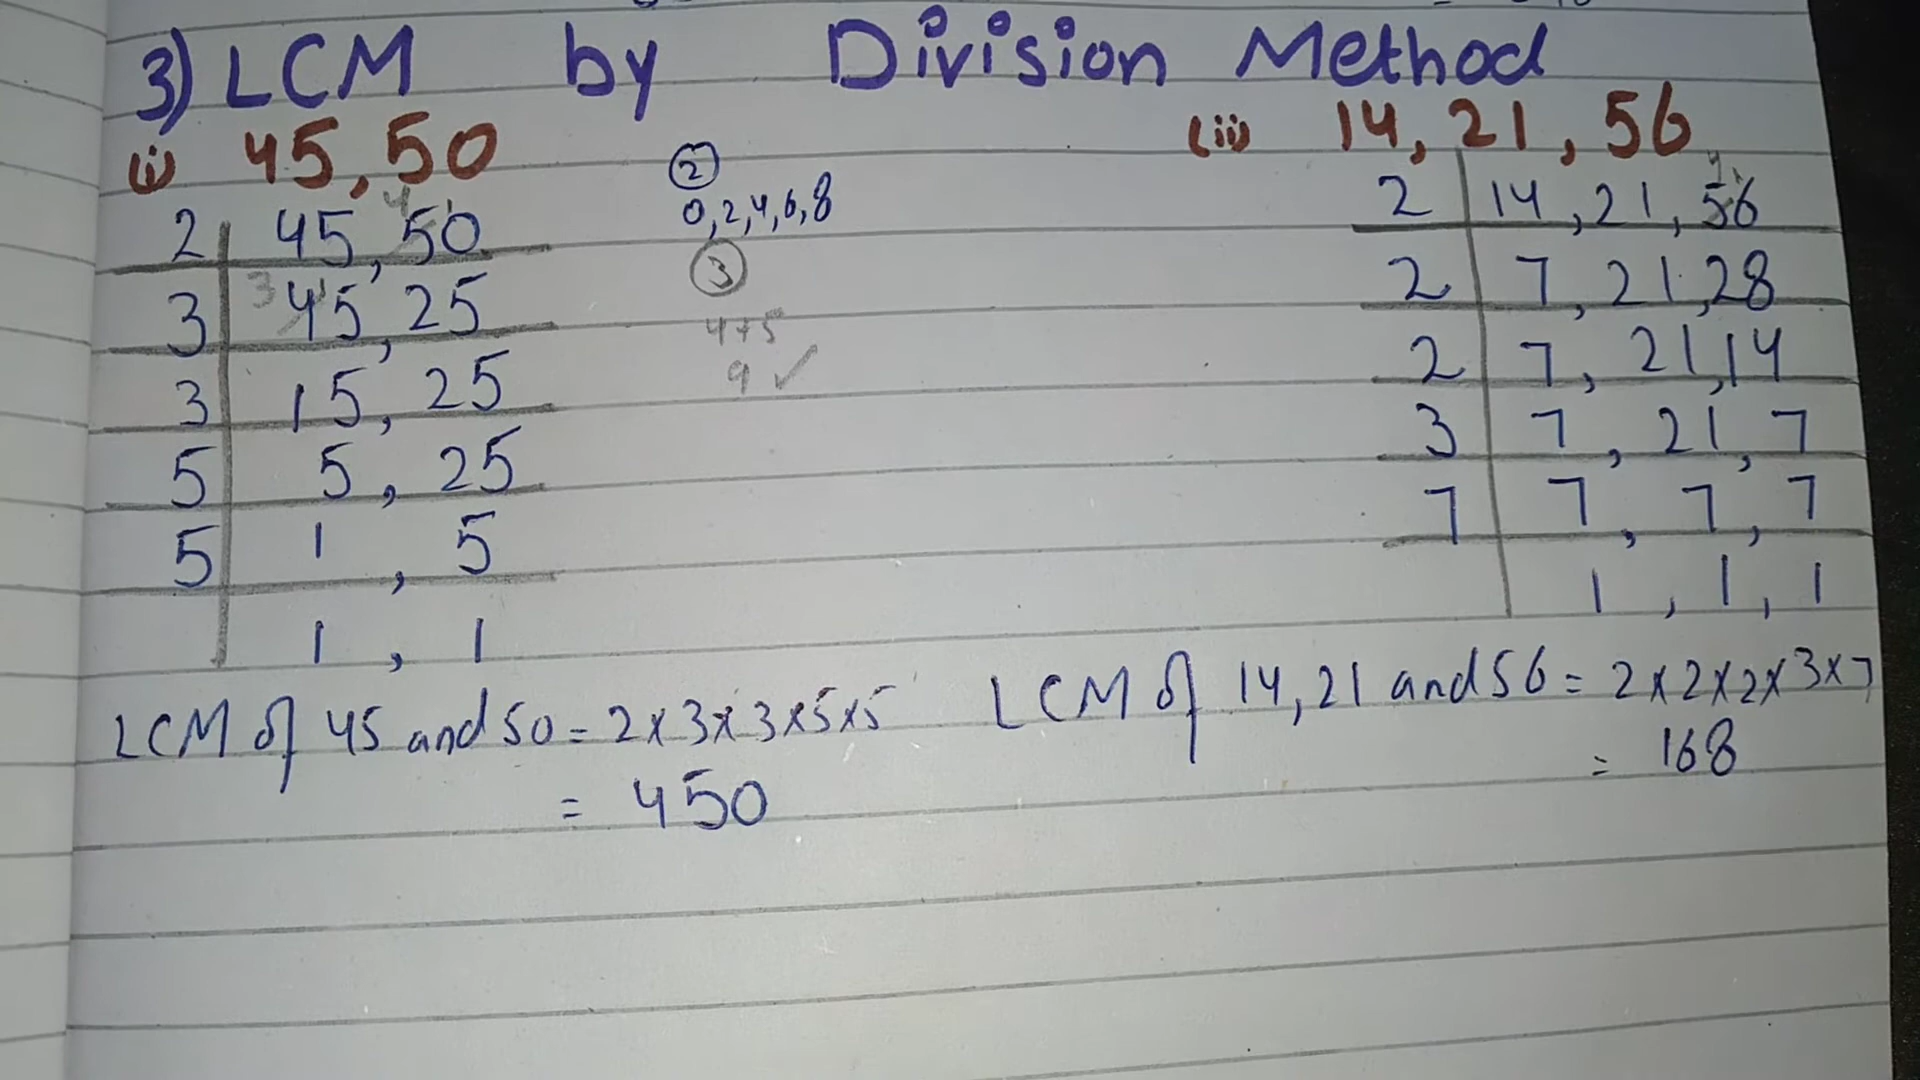 3) LCM by Division Method
(i) 45, 50
2 | 45, 50
3 | 45, 25
3 | 15, 25
5 | 5, 25
5 | 1, 5
1, 1
LCM of 45 and 50 = 2x3x3x5x5
= 450
2
0,2,4,6,8
3
4+5
9 ✓
(ii) 14, 21, 56
2 | 14, 21, 56
2 | 7, 21, 28
2 | 7, 21, 14
3 | 7, 21, 7
7 | 7, 7, 7
1, 1, 1
LCM of 14, 21 and 56 = 2x2x2x3x7
= 168